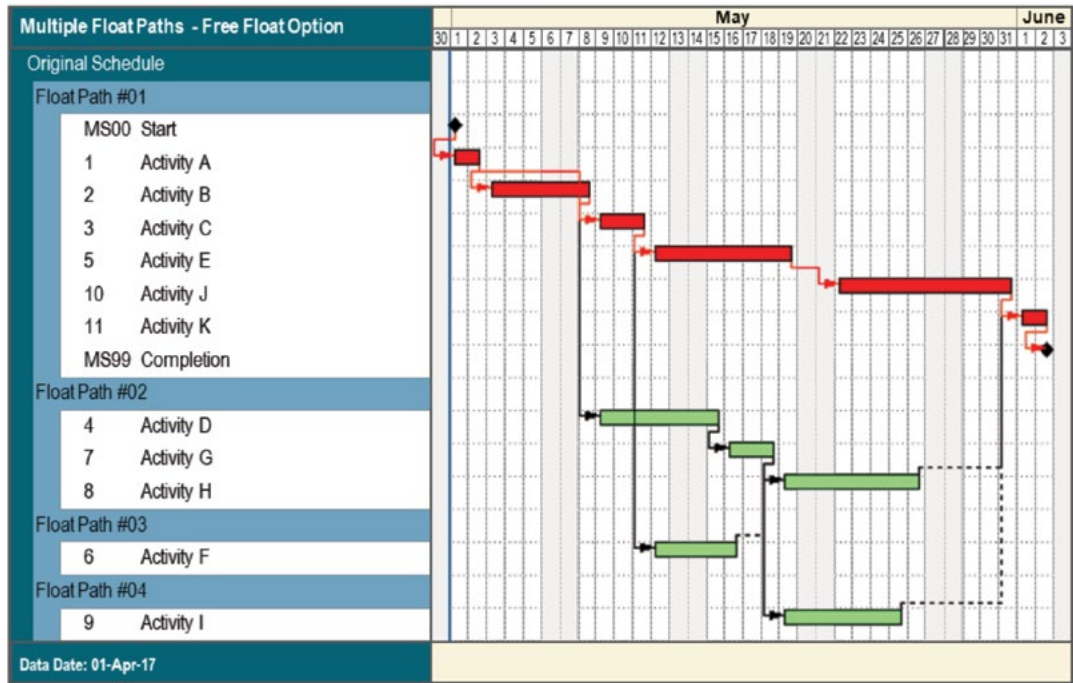 Multiple Float Paths - Free Float Option
May June
30 1 2 3 4 5 6 7 8 9 10 11 12 13 14 15 16 17 18 19 20 21 22 23 24 25 26 27 28 29 30 31 1 2 3
Original Schedule
Float Path #01
MS00 Start
1 Activity A
2 Activity B
3 Activity C
5 Activity E
10 Activity J
11 Activity K
MS99 Completion
Float Path #02
4 Activity D
7 Activity G
8 Activity H
Float Path #03
6 Activity F
Float Path #04
9 Activity I
Data Date: 01-Apr-17